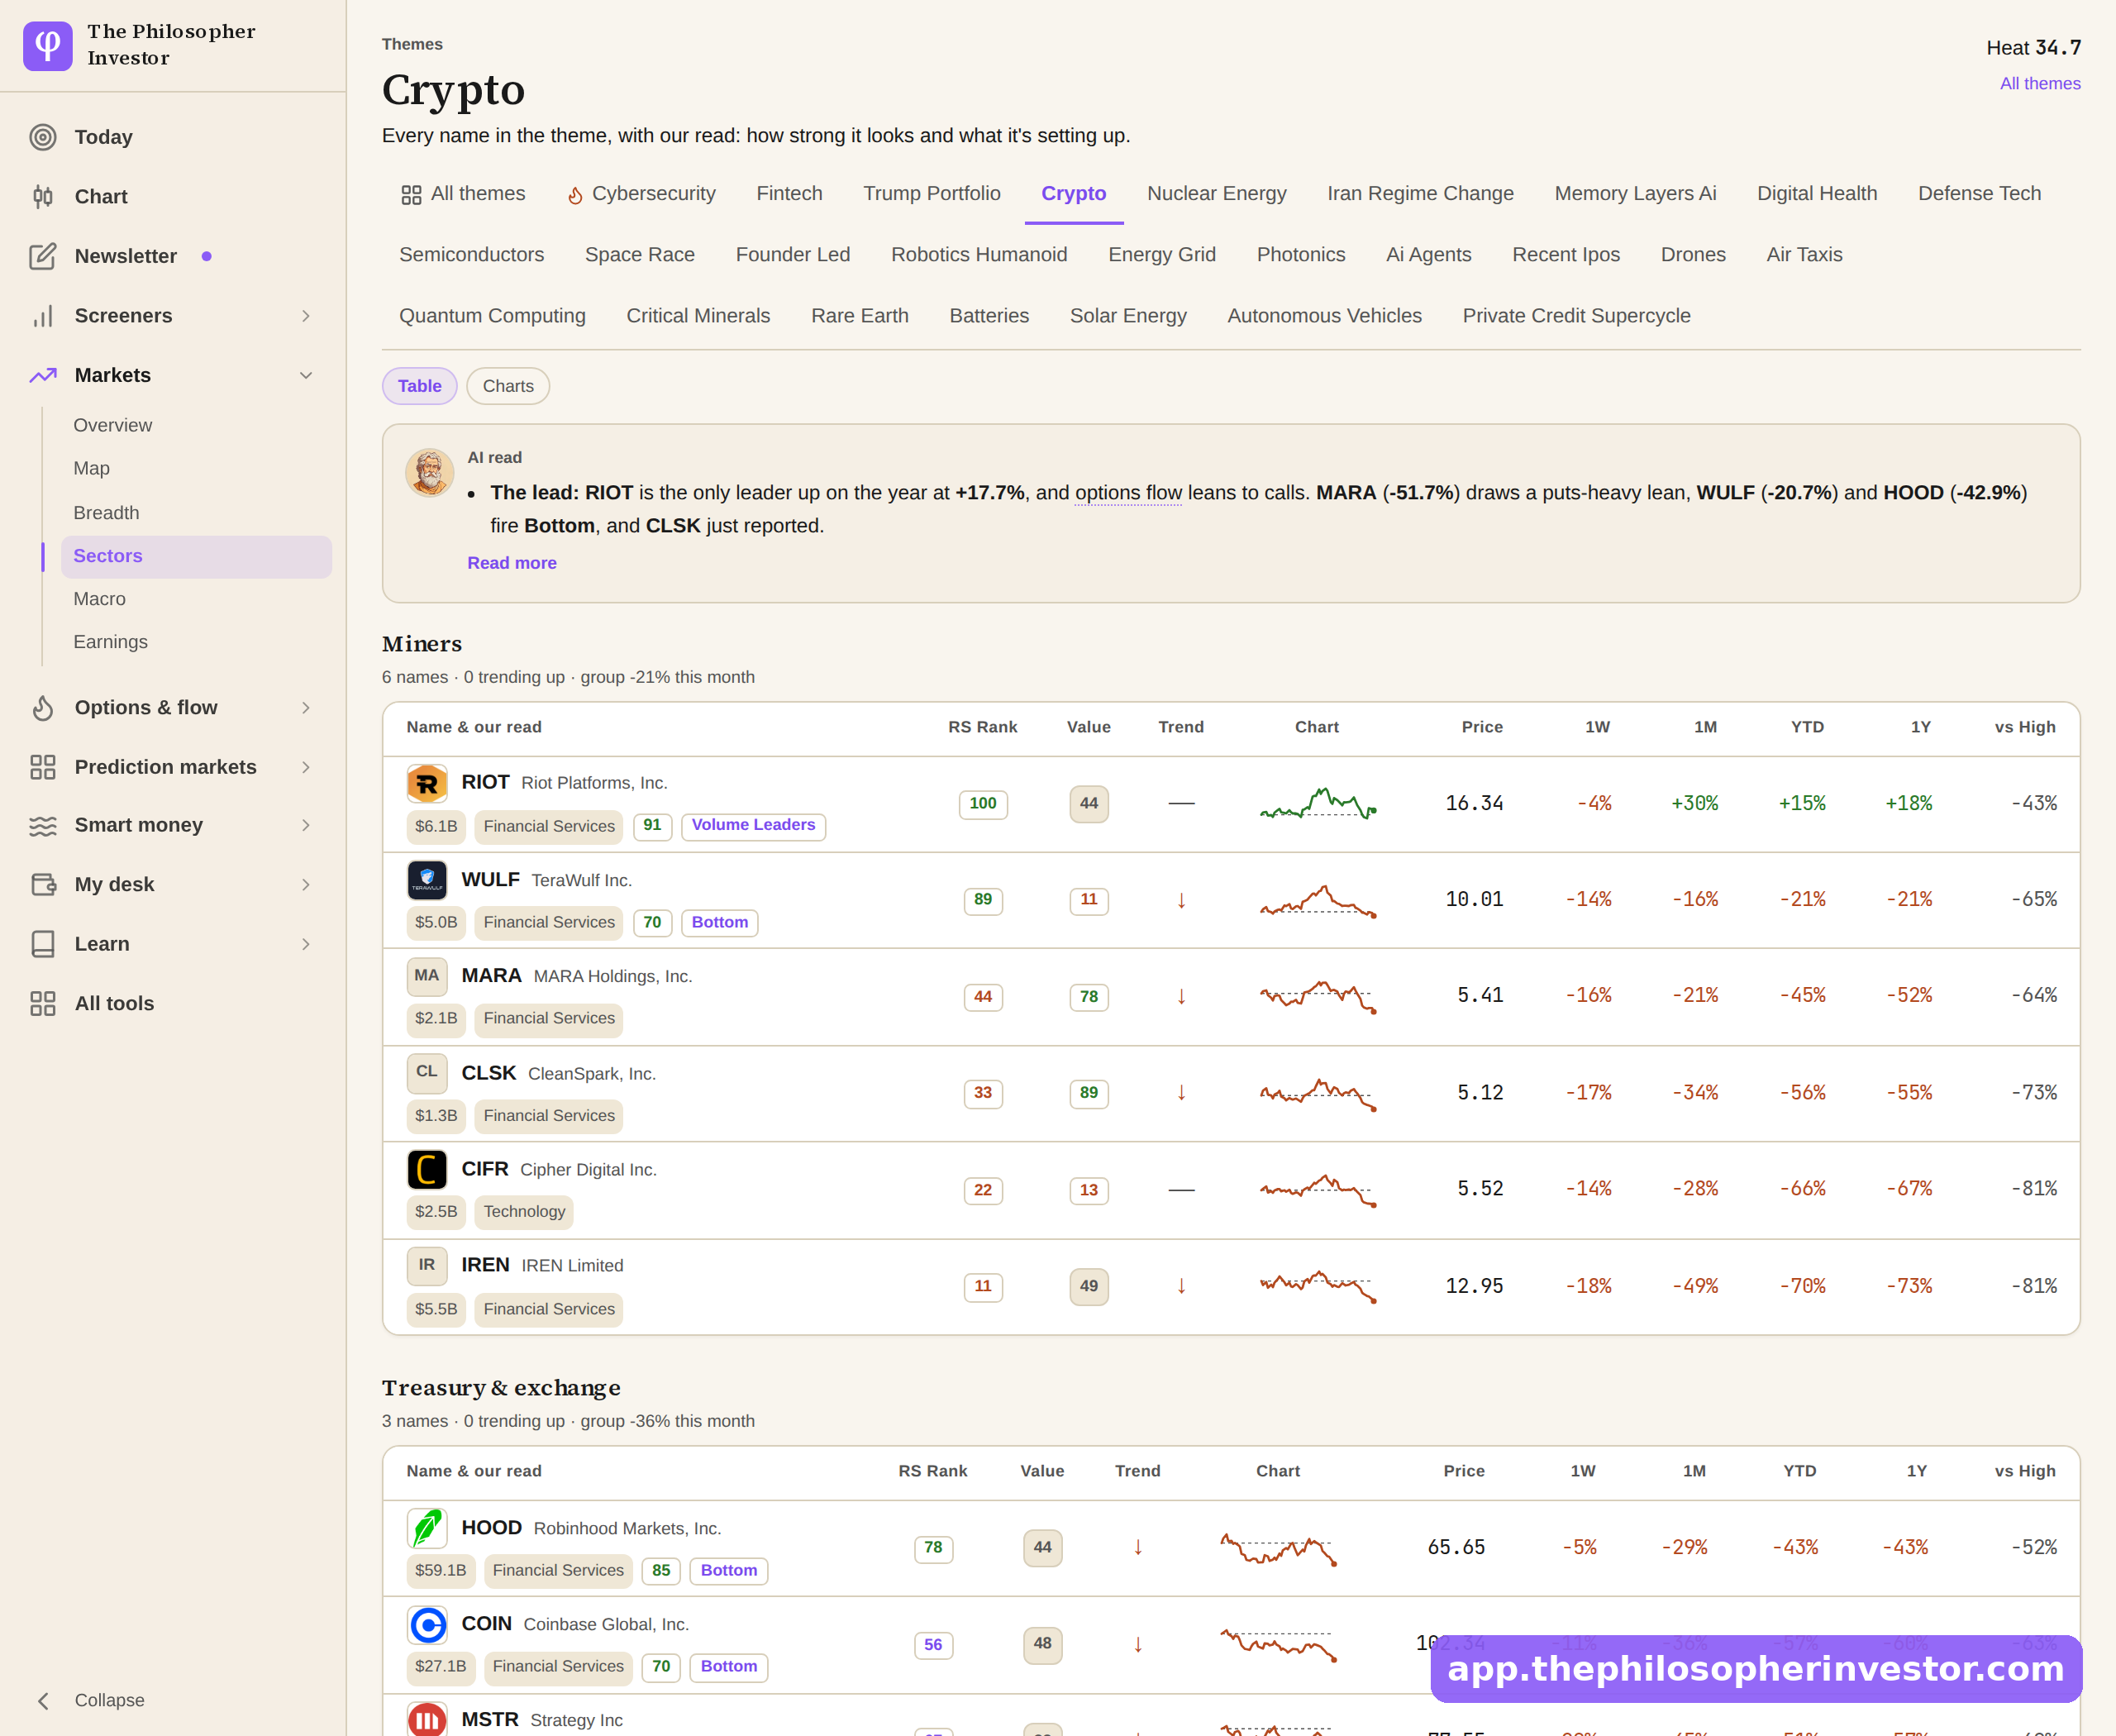 φ The Philosopher
Investor
Today
Chart
Newsletter
Screeners
Markets
Overview
Map
Breadth
Sectors
Macro
Earnings
Options & flow
Prediction markets
Smart money
My desk
Learn
All tools
Collapse
Themes
Heat 34.7
All themes
Crypto
Every name in the theme, with our read: how strong it looks and what it's setting up.
All themes Cybersecurity Fintech Trump Portfolio Crypto Nuclear Energy Iran Regime Change Memory Layers Ai Digital Health Defense Tech
Semiconductors Space Race Founder Led Robotics Humanoid Energy Grid Photonics Ai Agents Recent Ipos Drones Air Taxis
Quantum Computing Critical Minerals Rare Earth Batteries Solar Energy Autonomous Vehicles Private Credit Supercycle
Table Charts
AI read
• The lead: RIOT is the only leader up on the year at +17.7%, and options flow leans to calls. MARA (-51.7%) draws a puts-heavy lean, WULF (-20.7%) and HOOD (-42.9%)
fire Bottom, and CLSK just reported.
Read more
Miners
6 names · 0 trending up · group -21% this month
Name & our read RS Rank Value Trend Chart Price 1W 1M YTD 1Y vs High
RIOT Riot Platforms, Inc.
100 44 — 16.34 -4% +30% +15% +18% -43%
$6.1B Financial Services 91 Volume Leaders
TERAWULF WULF TeraWulf Inc.
89 11 ↓ 10.01 -14% -16% -21% -21% -65%
$5.0B Financial Services 70 Bottom
MA MARA MARA Holdings, Inc.
44 78 ↓ 5.41 -16% -21% -45% -52% -64%
$2.1B Financial Services
CL CLSK CleanSpark, Inc.
33 89 ↓ 5.12 -17% -34% -56% -55% -73%
$1.3B Financial Services
C CIFR Cipher Digital Inc.
22 13 — 5.52 -14% -28% -66% -67% -81%
$2.5B Technology
IR IREN IREN Limited
11 49 ↓ 12.95 -18% -49% -70% -73% -81%
$5.5B Financial Services
Treasury & exchange
3 names · 0 trending up · group -36% this month
Name & our read RS Rank Value Trend Chart Price 1W 1M YTD 1Y vs High
HOOD Robinhood Markets, Inc.
78 44 ↓ 65.65 -5% -29% -43% -43% -52%
$59.1B Financial Services 85 Bottom
COIN Coinbase Global, Inc.
56 48 ↓ 102.34 -11% -36% -57% -60% -63%
$27.1B Financial Services 70 Bottom
app.thephilosopherinvestor.com
MSTR Strategy Inc